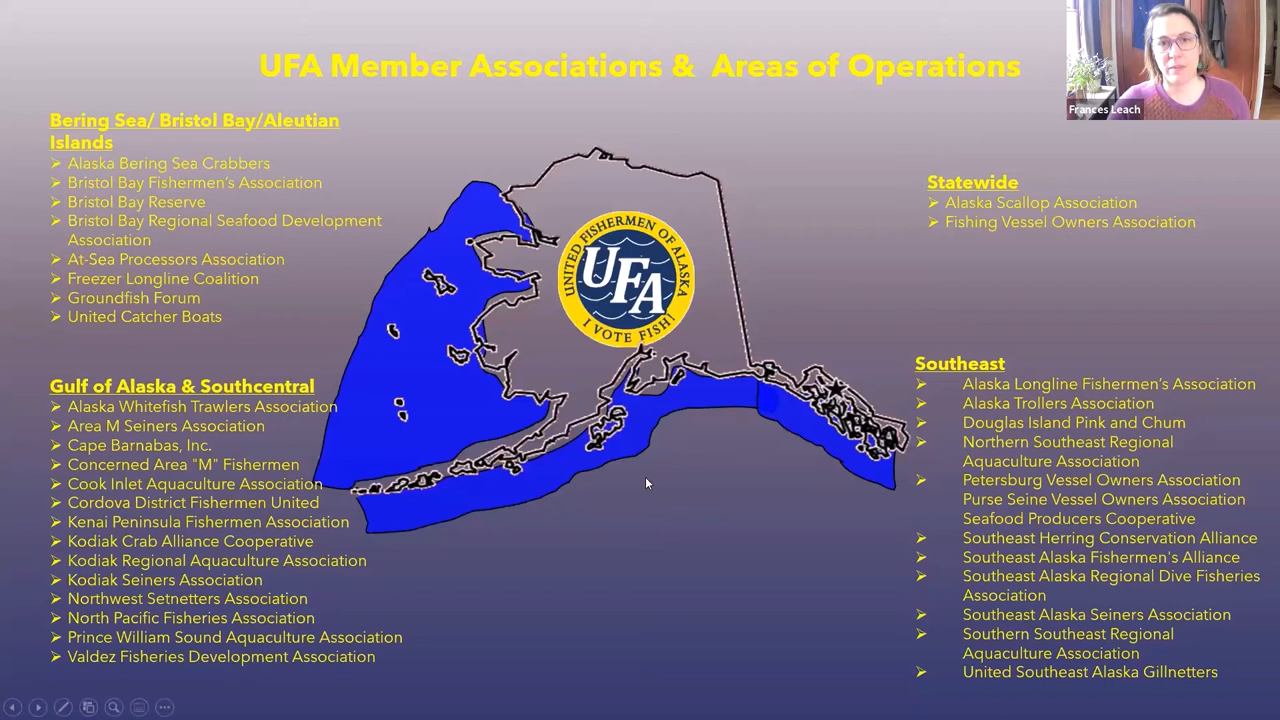 UFA Member Associations & Areas of Operations
Frances Leach
Bering Sea/ Bristol Bay/Aleutian
Islands
Alaska Bering Sea Crabbers
Bristol Bay Fishermen's Association
Bristol Bay Reserve
Bristol Bay Regional Seafood Development
Association
At-Sea Processors Association
Freezer Longline Coalition
Groundfish Forum
United Catcher Boats
Gulf of Alaska & Southcentral
Alaska Whitefish Trawlers Association
Area M Seiners Association
Cape Barnabas, Inc.
Concerned Area "M" Fishermen
Cook Inlet Aquaculture Association
Cordova District Fishermen United
Kenai Peninsula Fishermen Association
Kodiak Crab Alliance Cooperative
Kodiak Regional Aquaculture Association
Kodiak Seiners Association
Northwest Setnetters Association
North Pacific Fisheries Association
Prince William Sound Aquaculture Association
Valdez Fisheries Development Association
UNITED FISHERMEN OF ALASKA
UFA
I VOTE FISH!
Statewide
Alaska Scallop Association
Fishing Vessel Owners Association
Southeast
Alaska Longline Fishermen's Association
Alaska Trollers Association
Douglas Island Pink and Chum
Northern Southeast Regional
Aquaculture Association
Petersburg Vessel Owners Association
Purse Seine Vessel Owners Association
Seafood Producers Cooperative
Southeast Herring Conservation Alliance
Southeast Alaska Fishermen's Alliance
Southeast Alaska Regional Dive Fisheries
Association
Southeast Alaska Seiners Association
Southern Southeast Regional
Aquaculture Association
United Southeast Alaska Gillnetters